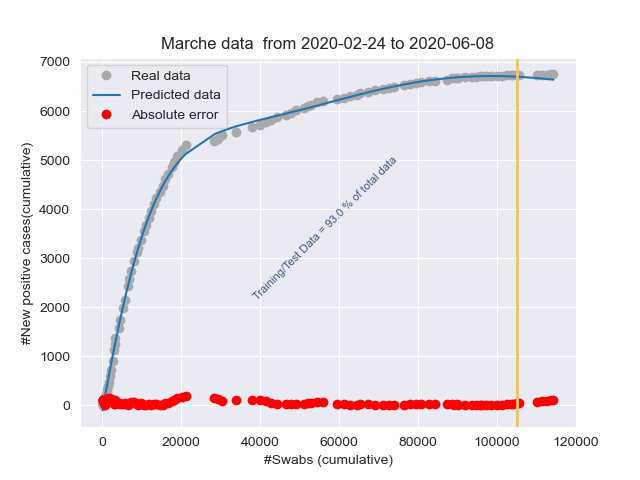 Marche data  from 2020-02-24 to 2020-06-08
Real data
Predicted data
Absolute error
7000
6000
5000
4000
3000
2000
1000
0
#New positive cases(cumulative)
Training/Test Data = 93.0 % of total data
0 20000 40000 60000 80000 100000 120000
#Swabs (cumulative)